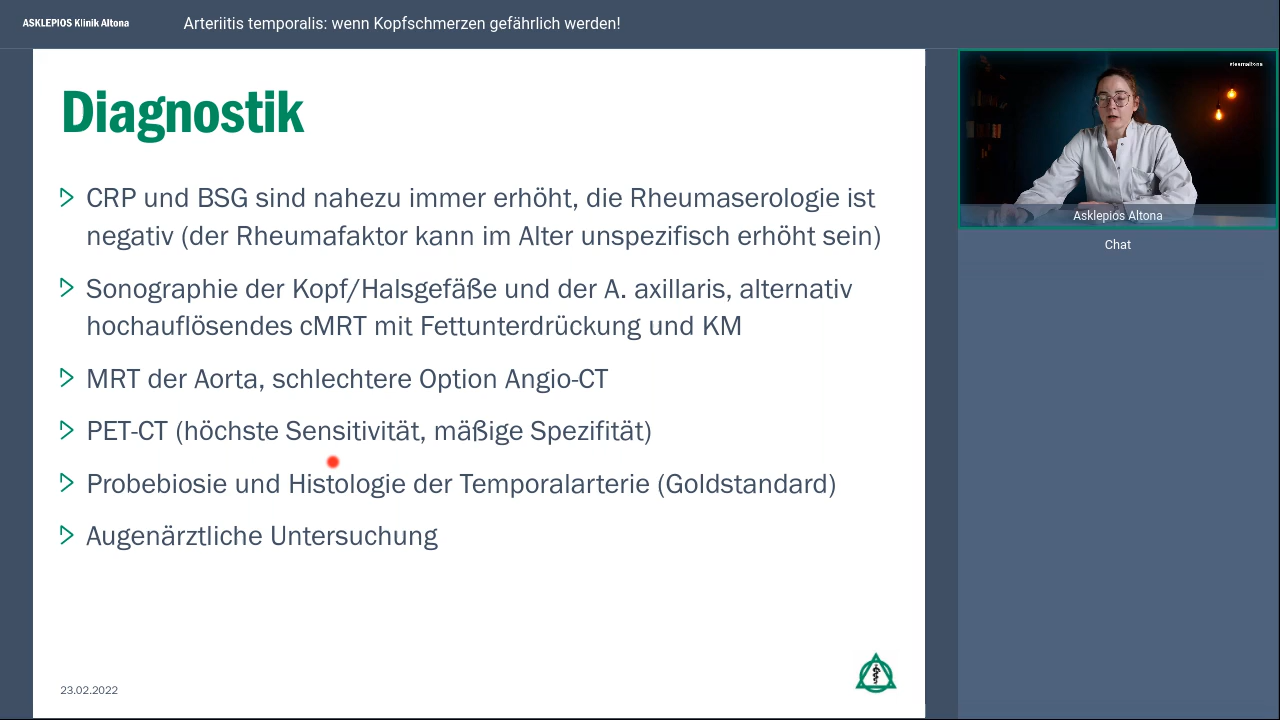 ASKLEPIOS Klinik Altona
Arteriitis temporalis: wenn Kopfschmerzen gefährlich werden!
Diagnostik
CRP und BSG sind nahezu immer erhöht, die Rheumaserologie ist
negativ (der Rheumafaktor kann im Alter unspezifisch erhöht sein)
Sonographie der Kopf/Halsgefäße und der A. axillaris, alternativ
hochauflösendes cMRT mit Fettunterdrückung und KM
MRT der Aorta, schlechtere Option Angio-CT
PET-CT (höchste Sensitivität, mäßige Spezifität)
Probebiosie und Histologie der Temporalarterie (Goldstandard)
Augenärztliche Untersuchung
23.02.2022
#teamaltona
Asklepios Altona
Chat